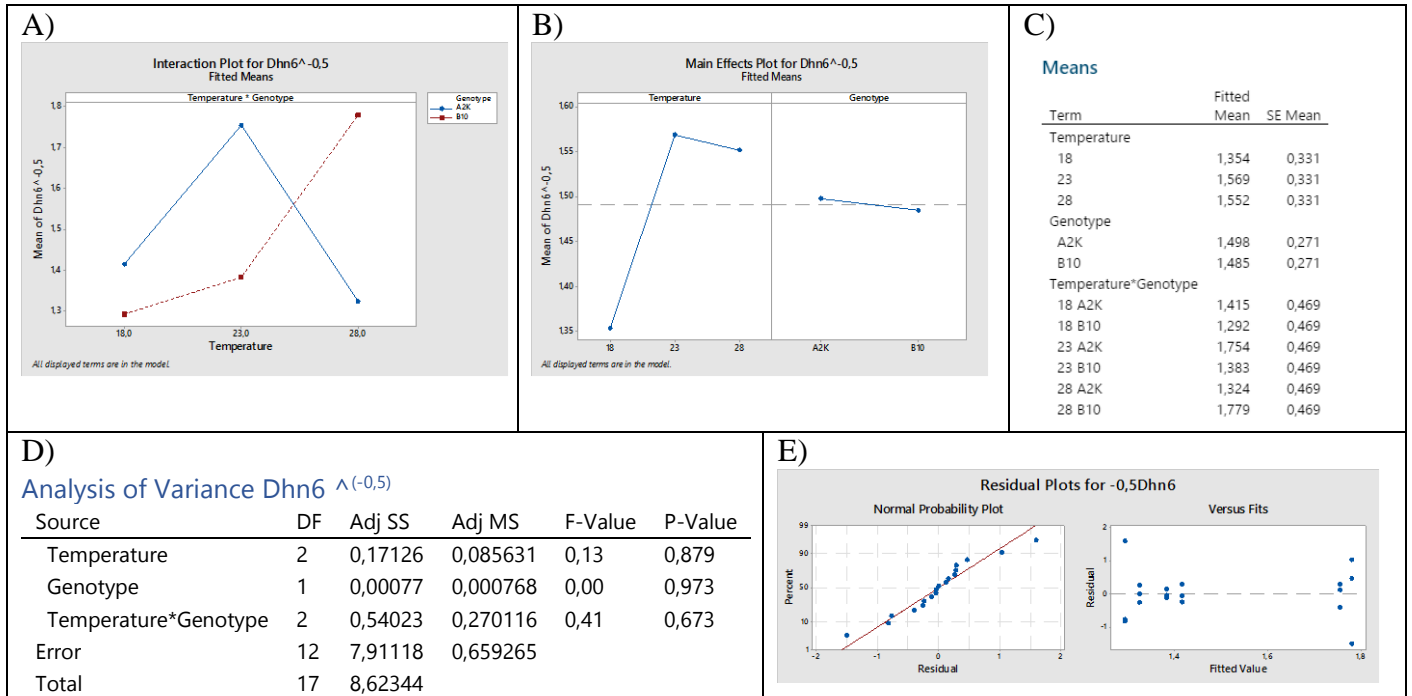 A)
Interaction Plot for Dhn6^-0,5
Fitted Means
Temperature * Genotype
Genotype
A2K
B10
Mean of Dhn6^-0,5
1,8
1,7
1,6
1,5
1,4
1,3
18,0 23,0 28,0
Temperature
All displayed terms are in the model.
B)
Main Effects Plot for Dhn6^-0,5
Fitted Means
Temperature Genotype
Mean of Dhn6^-0,5
1,60
1,55
1,50
1,45
1,40
1,35
18 23 28 A2K B10
All displayed terms are in the model.
C)
Means
Fitted
Term Mean SE Mean
Temperature
18 1,354 0,331
23 1,569 0,331
28 1,552 0,331
Genotype
A2K 1,498 0,271
B10 1,485 0,271
Temperature*Genotype
18 A2K 1,415 0,469
18 B10 1,292 0,469
23 A2K 1,754 0,469
23 B10 1,383 0,469
28 A2K 1,324 0,469
28 B10 1,779 0,469
D)
Analysis of Variance Dhn6 ^(-0,5)
Source DF Adj SS Adj MS F-Value P-Value
Temperature 2 0,17126 0,085631 0,13 0,879
Genotype 1 0,00077 0,000768 0,00 0,973
Temperature*Genotype 2 0,54023 0,270116 0,41 0,673
Error 12 7,91118 0,659265
Total 17 8,62344
E)
Residual Plots for -0,5Dhn6
Normal Probability Plot
Percent
99
90
50
10
1
-2 -1 0 1 2
Residual
Versus Fits
Residual
2
1
0
-1
1,4 1,6 1,8
Fitted Value